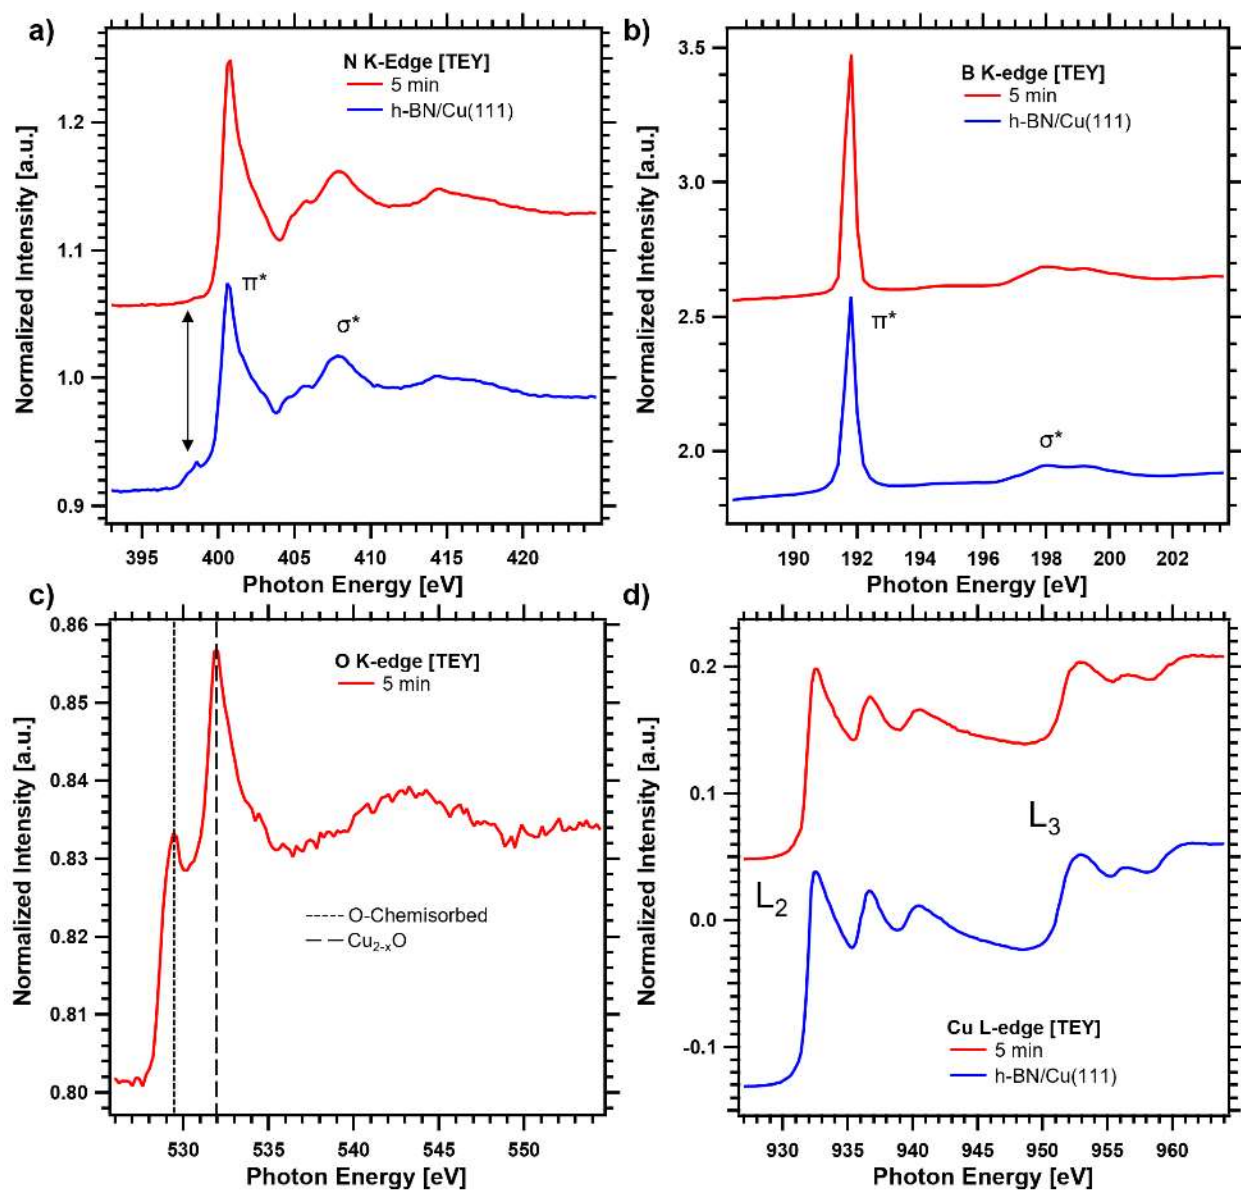 a)
N K-Edge [TEY]
5 min
h-BN/Cu(111)
π*
σ*
1.2
1.1
1.0
0.9
Normalized Intensity [a.u.]
395 400 405 410 415 420
Photon Energy [eV]
b)
B K-edge [TEY]
5 min
h-BN/Cu(111)
π*
σ*
3.5
3.0
2.5
2.0
Normalized Intensity [a.u.]
190 192 194 196 198 200 202
Photon Energy [eV]
c)
O K-edge [TEY]
5 min
O-Chemisorbed
Cu₂₋ₓO
0.86
0.85
0.84
0.83
0.82
0.81
0.80
Normalized Intensity [a.u.]
530 535 540 545 550
Photon Energy [eV]
d)
L₃
L₂
Cu L-edge [TEY]
5 min
h-BN/Cu(111)
0.2
0.1
0.0
-0.1
Normalized Intensity [a.u.]
930 935 940 945 950 955 960
Photon Energy [eV]